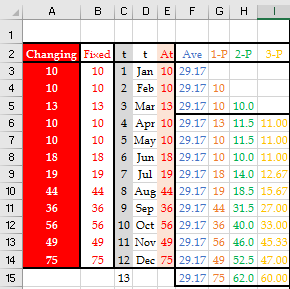 A B C D E F G H I
1
2 Changing Fixed t t At Ave 1-P 2-P 3-P
3 10 10 1 Jan 10 29.17
4 10 10 2 Feb 10 29.17 10
5 13 13 3 Mar 13 29.17 10 10.0
6 10 10 4 Apr 10 29.17 13 11.5 11.00
7 10 10 5 May 10 29.17 10 11.5 11.00
8 18 18 6 Jun 18 29.17 10 10.0 11.00
9 19 19 7 Jul 19 29.17 18 14.0 12.67
10 44 44 8 Aug 44 29.17 19 18.5 15.67
11 36 36 9 Sep 36 29.17 44 31.5 27.00
12 56 56 10 Oct 56 29.17 36 40.0 33.00
13 49 49 11 Nov 49 29.17 56 46.0 45.33
14 75 75 12 Dec 75 29.17 49 52.5 47.00
15 13 29.17 75 62.0 60.00